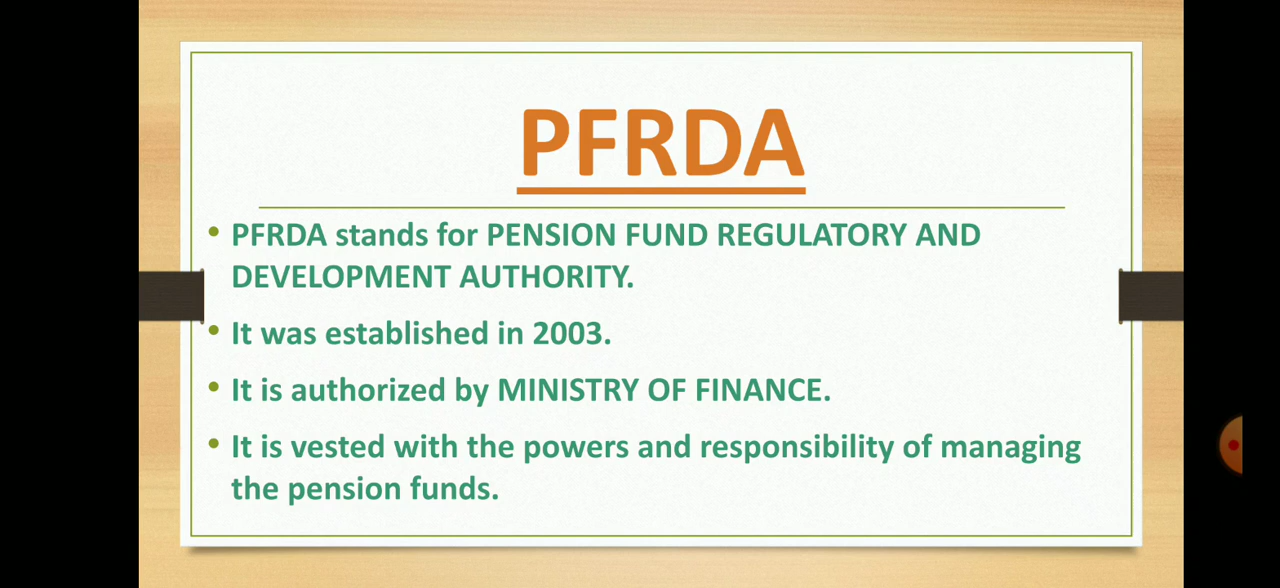 PFRDA
• PFRDA stands for PENSION FUND REGULATORY AND
DEVELOPMENT AUTHORITY.
• It was established in 2003.
• It is authorized by MINISTRY OF FINANCE.
• It is vested with the powers and responsibility of managing
the pension funds.